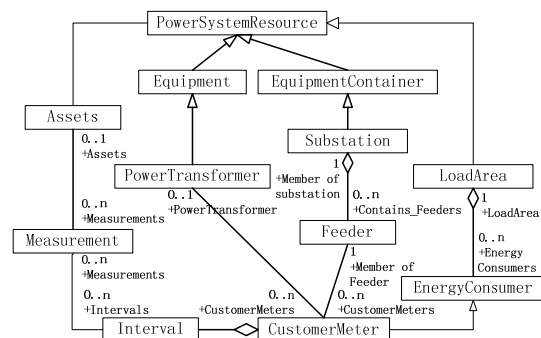 PowerSystemResource
Equipment
EquipmentContainer
Assets
Substation
0..1
+Assets
1
+Member of
substation
PowerTransformer
LoadArea
0..1
+PowerTransformer
0..n
+Contains_Feeders
1
+LoadArea
0..n
+Measurements
Measurement
Feeder
0..n
+Energy
Consumers
0..n
+Measurements
1
+Member of
Feeder
EnergyConsumer
0..n
+Intervals
0..n
+CustomerMeters
0..n
+CustomerMeters
Interval
CustomerMeter